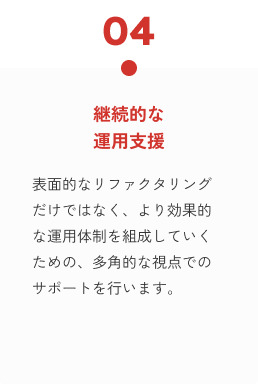 04
継続的な
運用支援
表面的なリファクタリング
だけではなく、より効果的
な運用体制を組成していく
ための、多角的な視点での
サポートを行います。